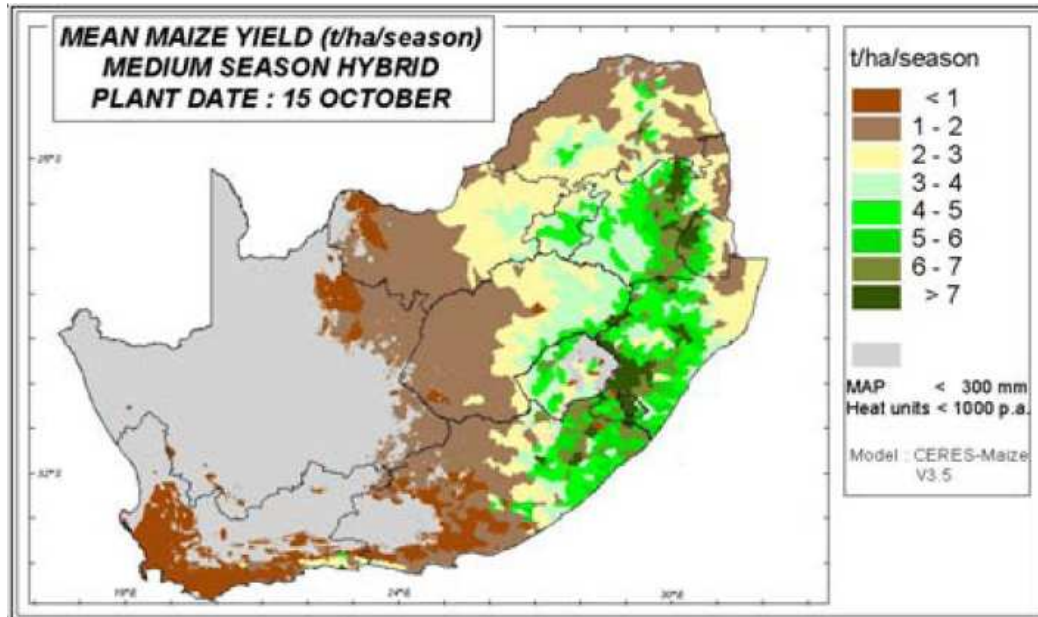 MEAN MAIZE YIELD (t/ha/season)
MEDIUM SEASON HYBRID
PLANT DATE : 15 OCTOBER
t/ha/season
< 1
1 - 2
2 - 3
3 - 4
4 - 5
5 - 6
6 - 7
> 7
MAP < 300 mm
Heat units < 1000 p.a.
Model : CERES-Maize
V3.5
24°E
30°E